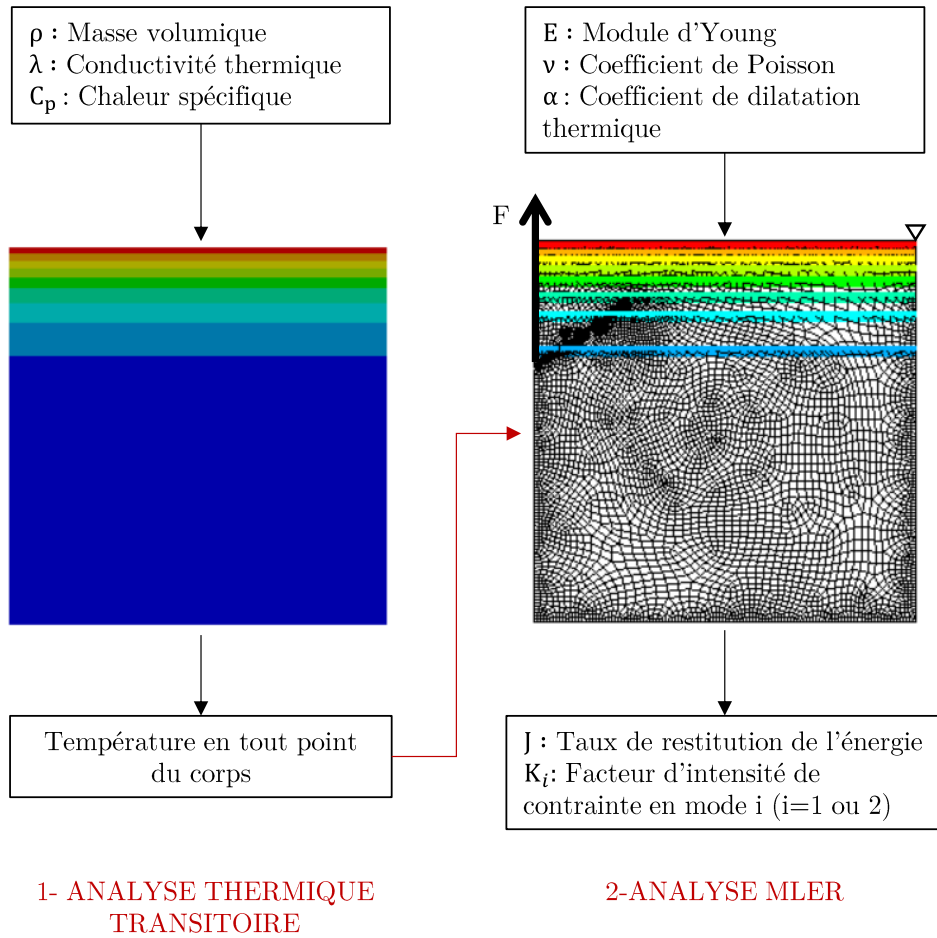 ρ : Masse volumique
λ : Conductivité thermique
Cp : Chaleur spécifique
E : Module d'Young
ν : Coefficient de Poisson
α : Coefficient de dilatation
thermique
F
Température en tout point
du corps
J : Taux de restitution de l'énergie
Ki: Facteur d'intensité de
contrainte en mode i (i=1 ou 2)
1- ANALYSE THERMIQUE
TRANSITOIRE
2-ANALYSE MLER